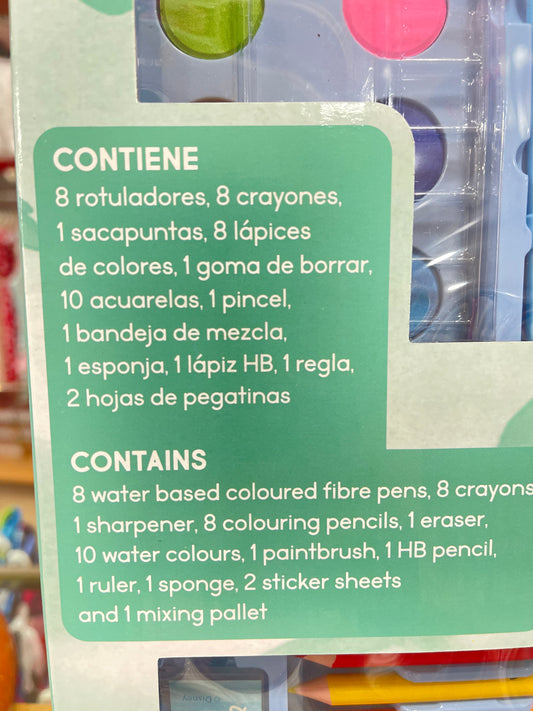 CONTIENE
8 rotuladores, 8 crayones,
1 sacapuntas, 8 lápices
de colores, 1 goma de borrar,
10 acuarelas, 1 pincel,
1 bandeja de mezcla,
1 esponja, 1 lápiz HB, 1 regla,
2 hojas de pegatinas
CONTAINS
8 water based coloured fibre pens, 8 crayons
1 sharpener, 8 colouring pencils, 1 eraser,
10 water colours, 1 paintbrush, 1 HB pencil,
1 ruler, 1 sponge, 2 sticker sheets
and 1 mixing pallet
© Disney